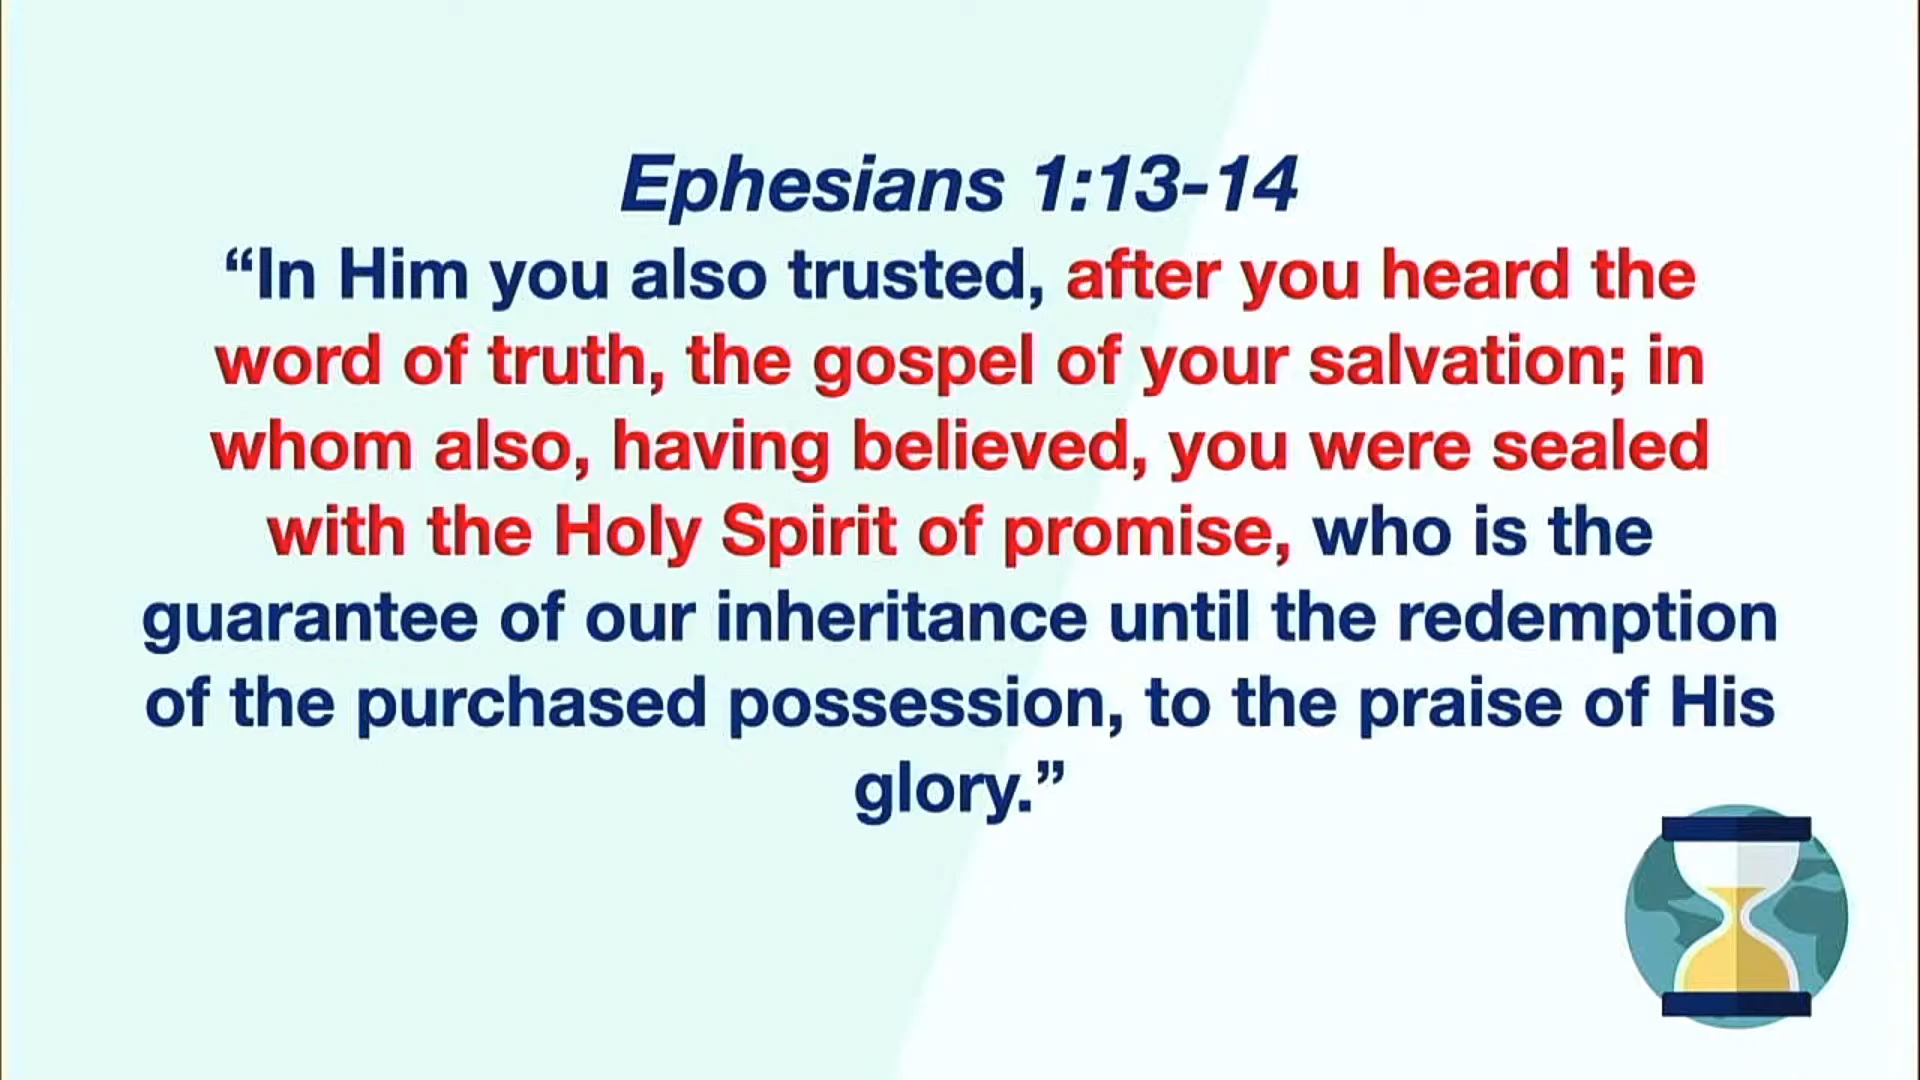 Ephesians 1:13-14
“In Him you also trusted, after you heard the
word of truth, the gospel of your salvation; in
whom also, having believed, you were sealed
with the Holy Spirit of promise, who is the
guarantee of our inheritance until the redemption
of the purchased possession, to the praise of His
glory.”